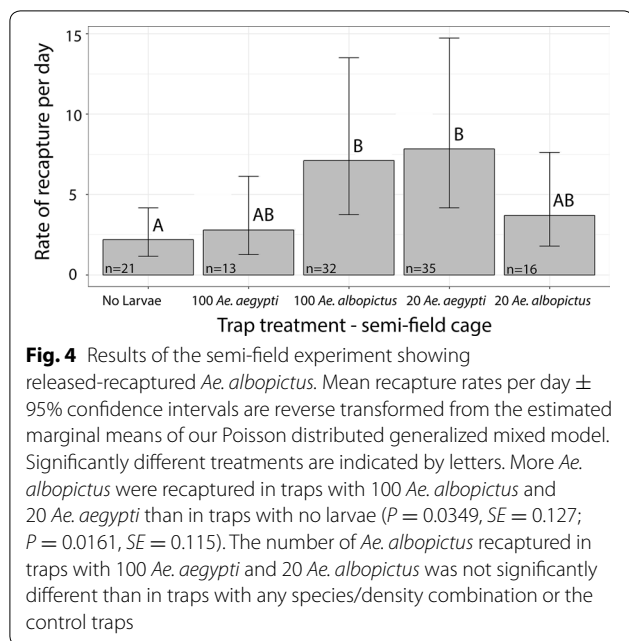 15
10
5
0
Rate of recapture per day
A
AB
B
B
AB
n=21
n=13
n=32
n=35
n=16
No Larvae
100 Ae. aegypti
100 Ae. albopictus
20 Ae. aegypti
20 Ae. albopictus
Trap treatment - semi-field cage
Fig. 4 Results of the semi-field experiment showing
released-recaptured Ae. albopictus. Mean recapture rates per day ±
95% confidence intervals are reverse transformed from the estimated
marginal means of our Poisson distributed generalized mixed model.
Significantly different treatments are indicated by letters. More Ae.
albopictus were recaptured in traps with 100 Ae. albopictus and
20 Ae. aegypti than in traps with no larvae (P = 0.0349, SE = 0.127;
P = 0.0161, SE = 0.115). The number of Ae. albopictus recaptured in
traps with 100 Ae. aegypti and 20 Ae. albopictus was not significantly
different than in traps with any species/density combination or the
control traps